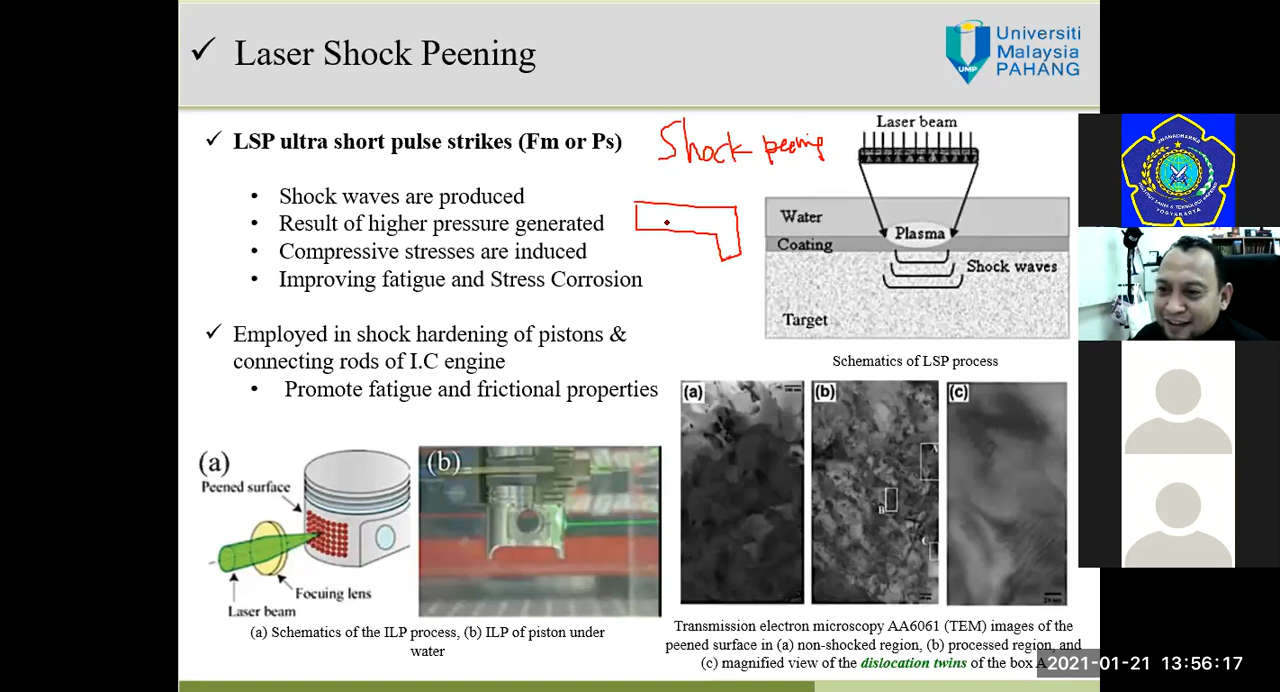 ✓ Laser Shock Peening
Universiti
Malaysia
PAHANG
UMP
✓ LSP ultra short pulse strikes (Fm or Ps)
• Shock waves are produced
• Result of higher pressure generated
• Compressive stresses are induced
• Improving fatigue and Stress Corrosion
✓ Employed in shock hardening of pistons &
connecting rods of I.C engine
• Promote fatigue and frictional properties
Shock peening
Laser beam
Water
Plasma
Coating
Shock waves
Target
Schematics of LSP process
(a)
Peened surface
Focuing lens
Laser beam
(b)
(a) Schematics of the ILP process, (b) ILP of piston under
water
(a)
(b)
A
B
C
(c)
Transmission electron microscopy AA6061 (TEM) images of the
peened surface in (a) non-shocked region, (b) processed region, and
(c) magnified view of the dislocation twins of the box A
2021-01-21 13:56:17
YOGYAKARTA